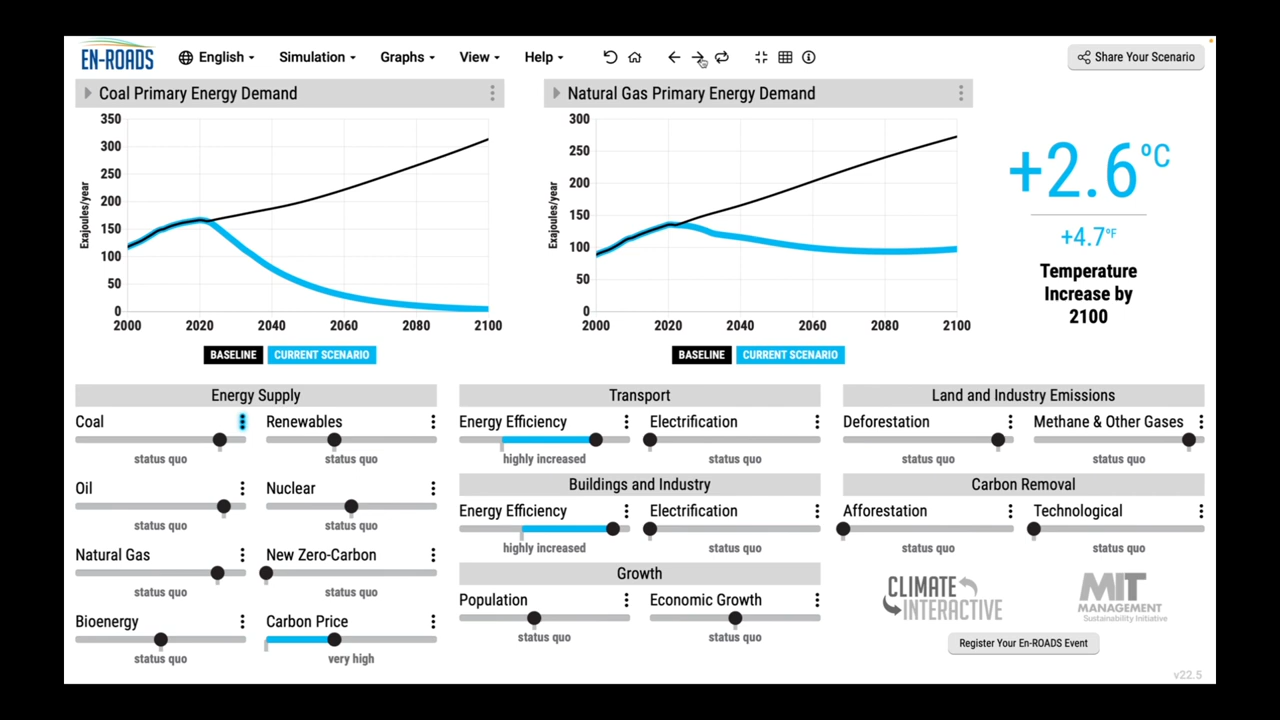 EN-ROADS
English
Simulation
Graphs
View
Help
Share Your Scenario
Coal Primary Energy Demand
350
300
250
200
150
100
50
0
Exajoules/year
2000 2020 2040 2060 2080 2100
BASELINE CURRENT SCENARIO
Natural Gas Primary Energy Demand
300
250
200
150
100
50
0
Exajoules/year
2000 2020 2040 2060 2080 2100
BASELINE CURRENT SCENARIO
+2.6°C
+4.7°F
Temperature
Increase by
2100
Energy Supply
Coal
status quo
Renewables
status quo
Oil
status quo
Nuclear
status quo
Natural Gas
status quo
New Zero-Carbon
status quo
Bioenergy
status quo
Carbon Price
very high
Transport
Energy Efficiency
highly increased
Electrification
status quo
Buildings and Industry
Energy Efficiency
highly increased
Electrification
status quo
Growth
Population
status quo
Economic Growth
status quo
Land and Industry Emissions
Deforestation
status quo
Methane & Other Gases
status quo
Carbon Removal
Afforestation
status quo
Technological
status quo
CLIMATE
INTERACTIVE
MIT
MANAGEMENT
Sustainability Initiative
Register Your En-ROADS Event
v22.5